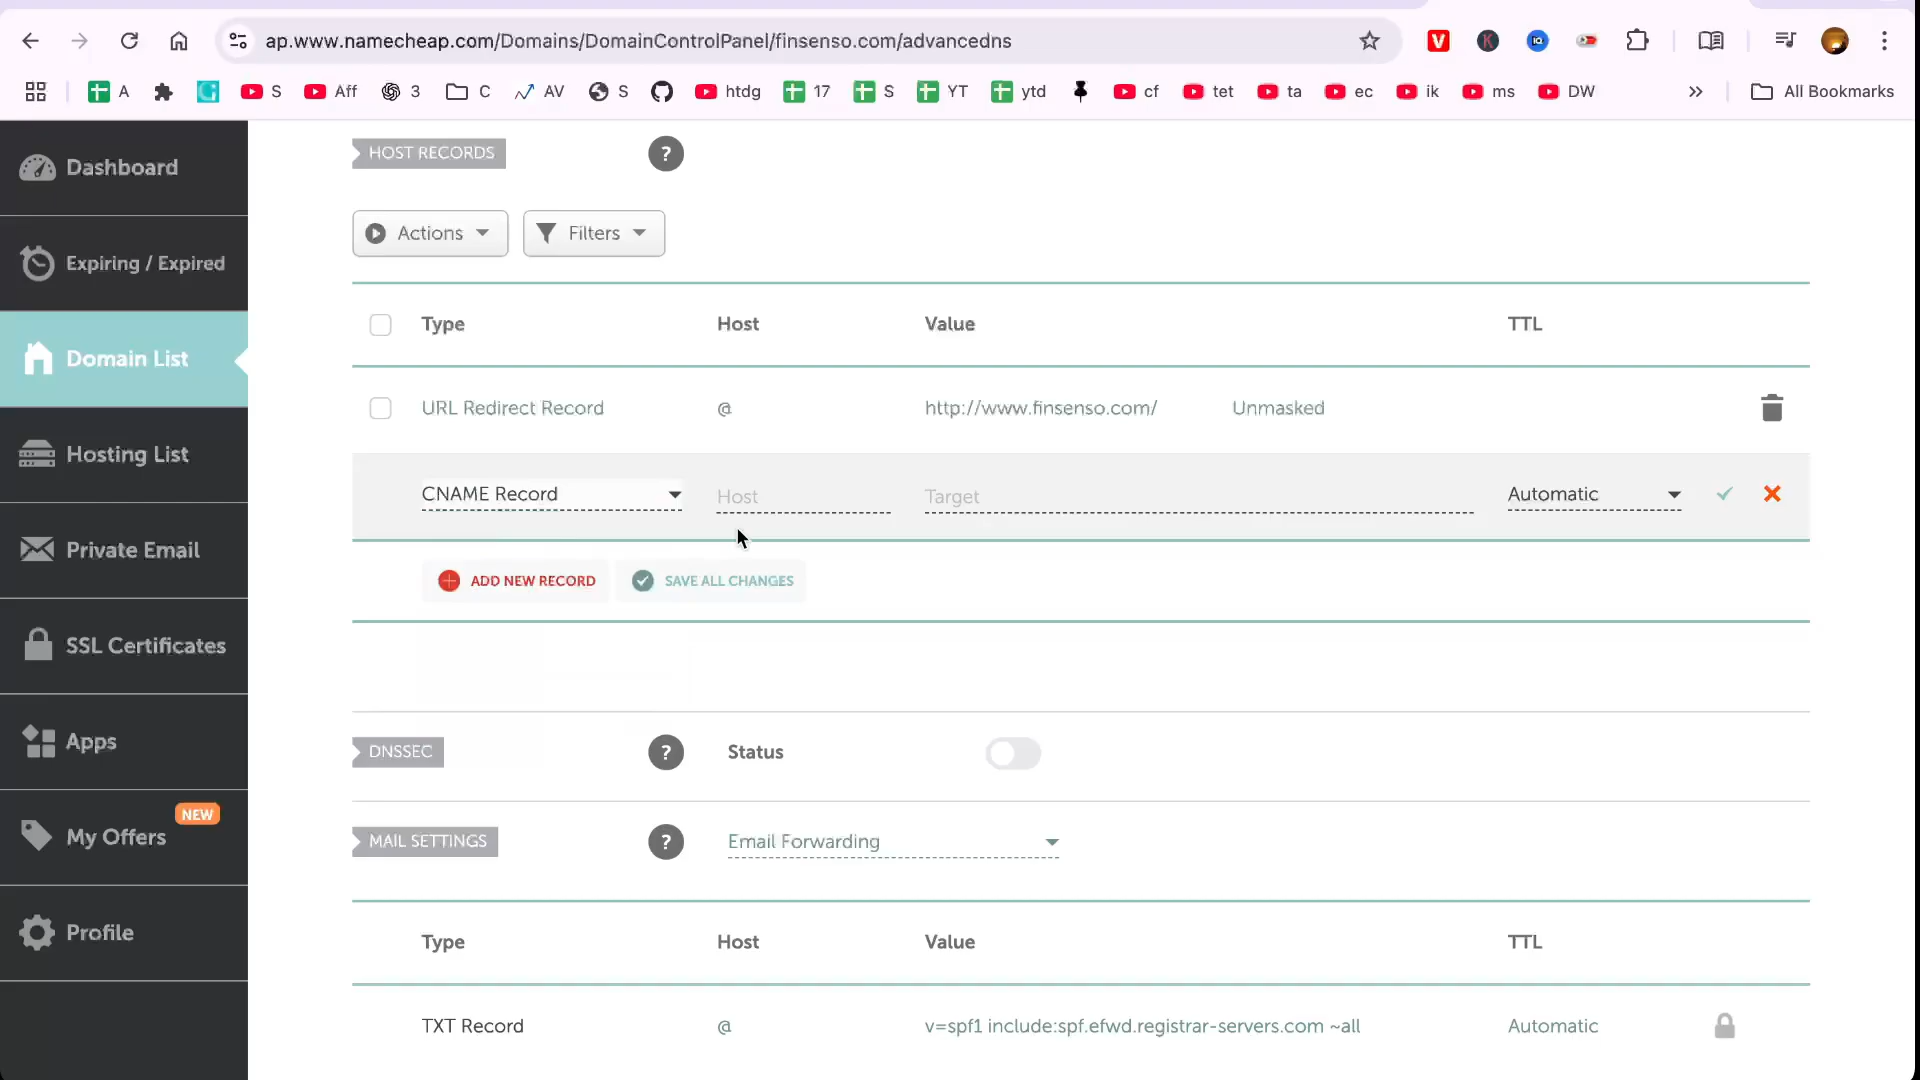 ap.www.namecheap.com/Domains/DomainControlPanel/finsenso.com/advancedns
A S Aff 3 C AV S htdg 17 S YT ytd cf tet ta ec ik ms DW » All Bookmarks
Dashboard
Expiring / Expired
Domain List
Hosting List
Private Email
SSL Certificates
Apps
NEW
My Offers
Profile
HOST RECORDS ?
Actions Filters
Type Host Value TTL
URL Redirect Record @ http://www.finsenso.com/ Unmasked
CNAME Record Host Target Automatic
ADD NEW RECORD SAVE ALL CHANGES
DNSSEC ? Status
MAIL SETTINGS ? Email Forwarding
Type Host Value TTL
TXT Record @ v=spf1 include:spf.efwd.registrar-servers.com ~all Automatic